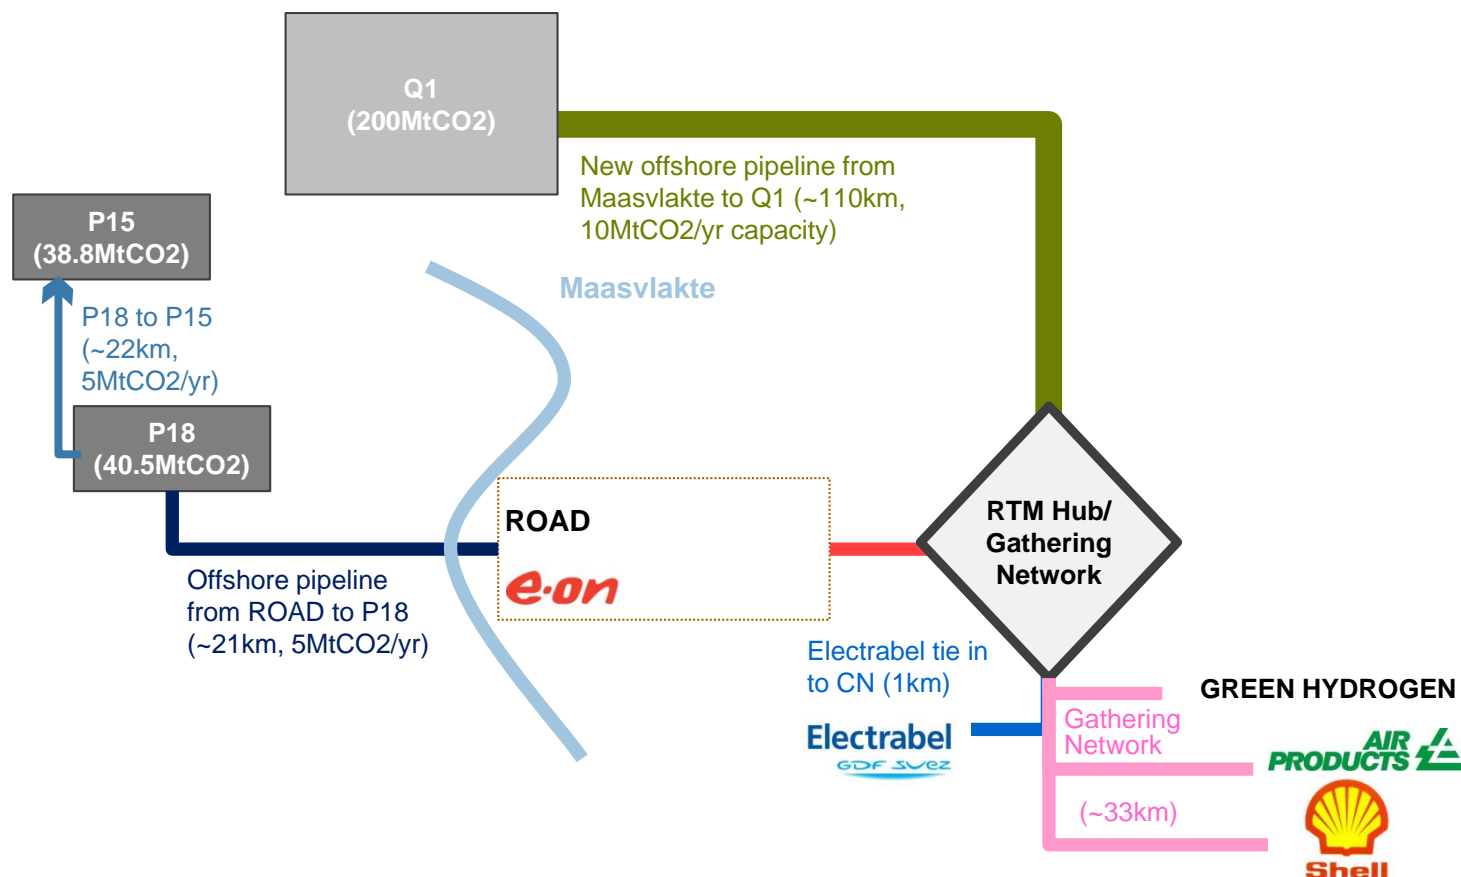 Q1
(200MtCO2)
New offshore pipeline from
Maasvlakte to Q1 (~110km,
10MtCO2/yr capacity)
P15
(38.8MtCO2)
Maasvlakte
P18 to P15
(~22km,
5MtCO2/yr)
P18
(40.5MtCO2)
ROAD
e·on
RTM Hub/
Gathering
Network
Offshore pipeline
from ROAD to P18
(~21km, 5MtCO2/yr)
Electrabel tie in
to CN (1km)
GREEN HYDROGEN
Gathering
Network
Electrabel
GDF SUEZ
AIR
PRODUCTS
(~33km)
Shell